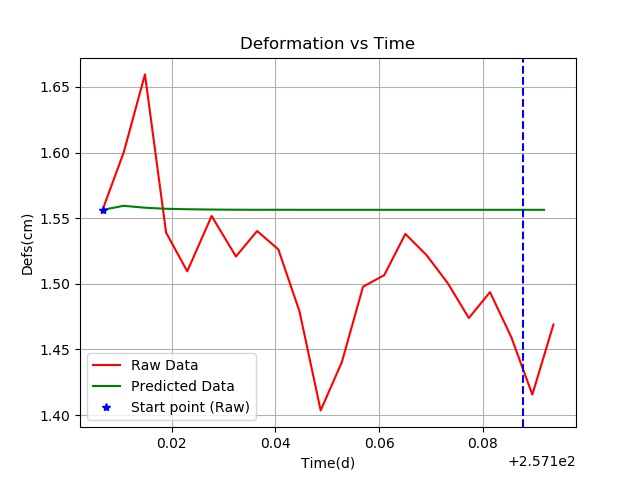 Deformation vs Time
Defs(cm)
1.65
1.60
1.55
1.50
1.45
1.40
Raw Data
Predicted Data
Start point (Raw)
0.02
0.04
0.06
0.08
Time(d)
+2.571e2